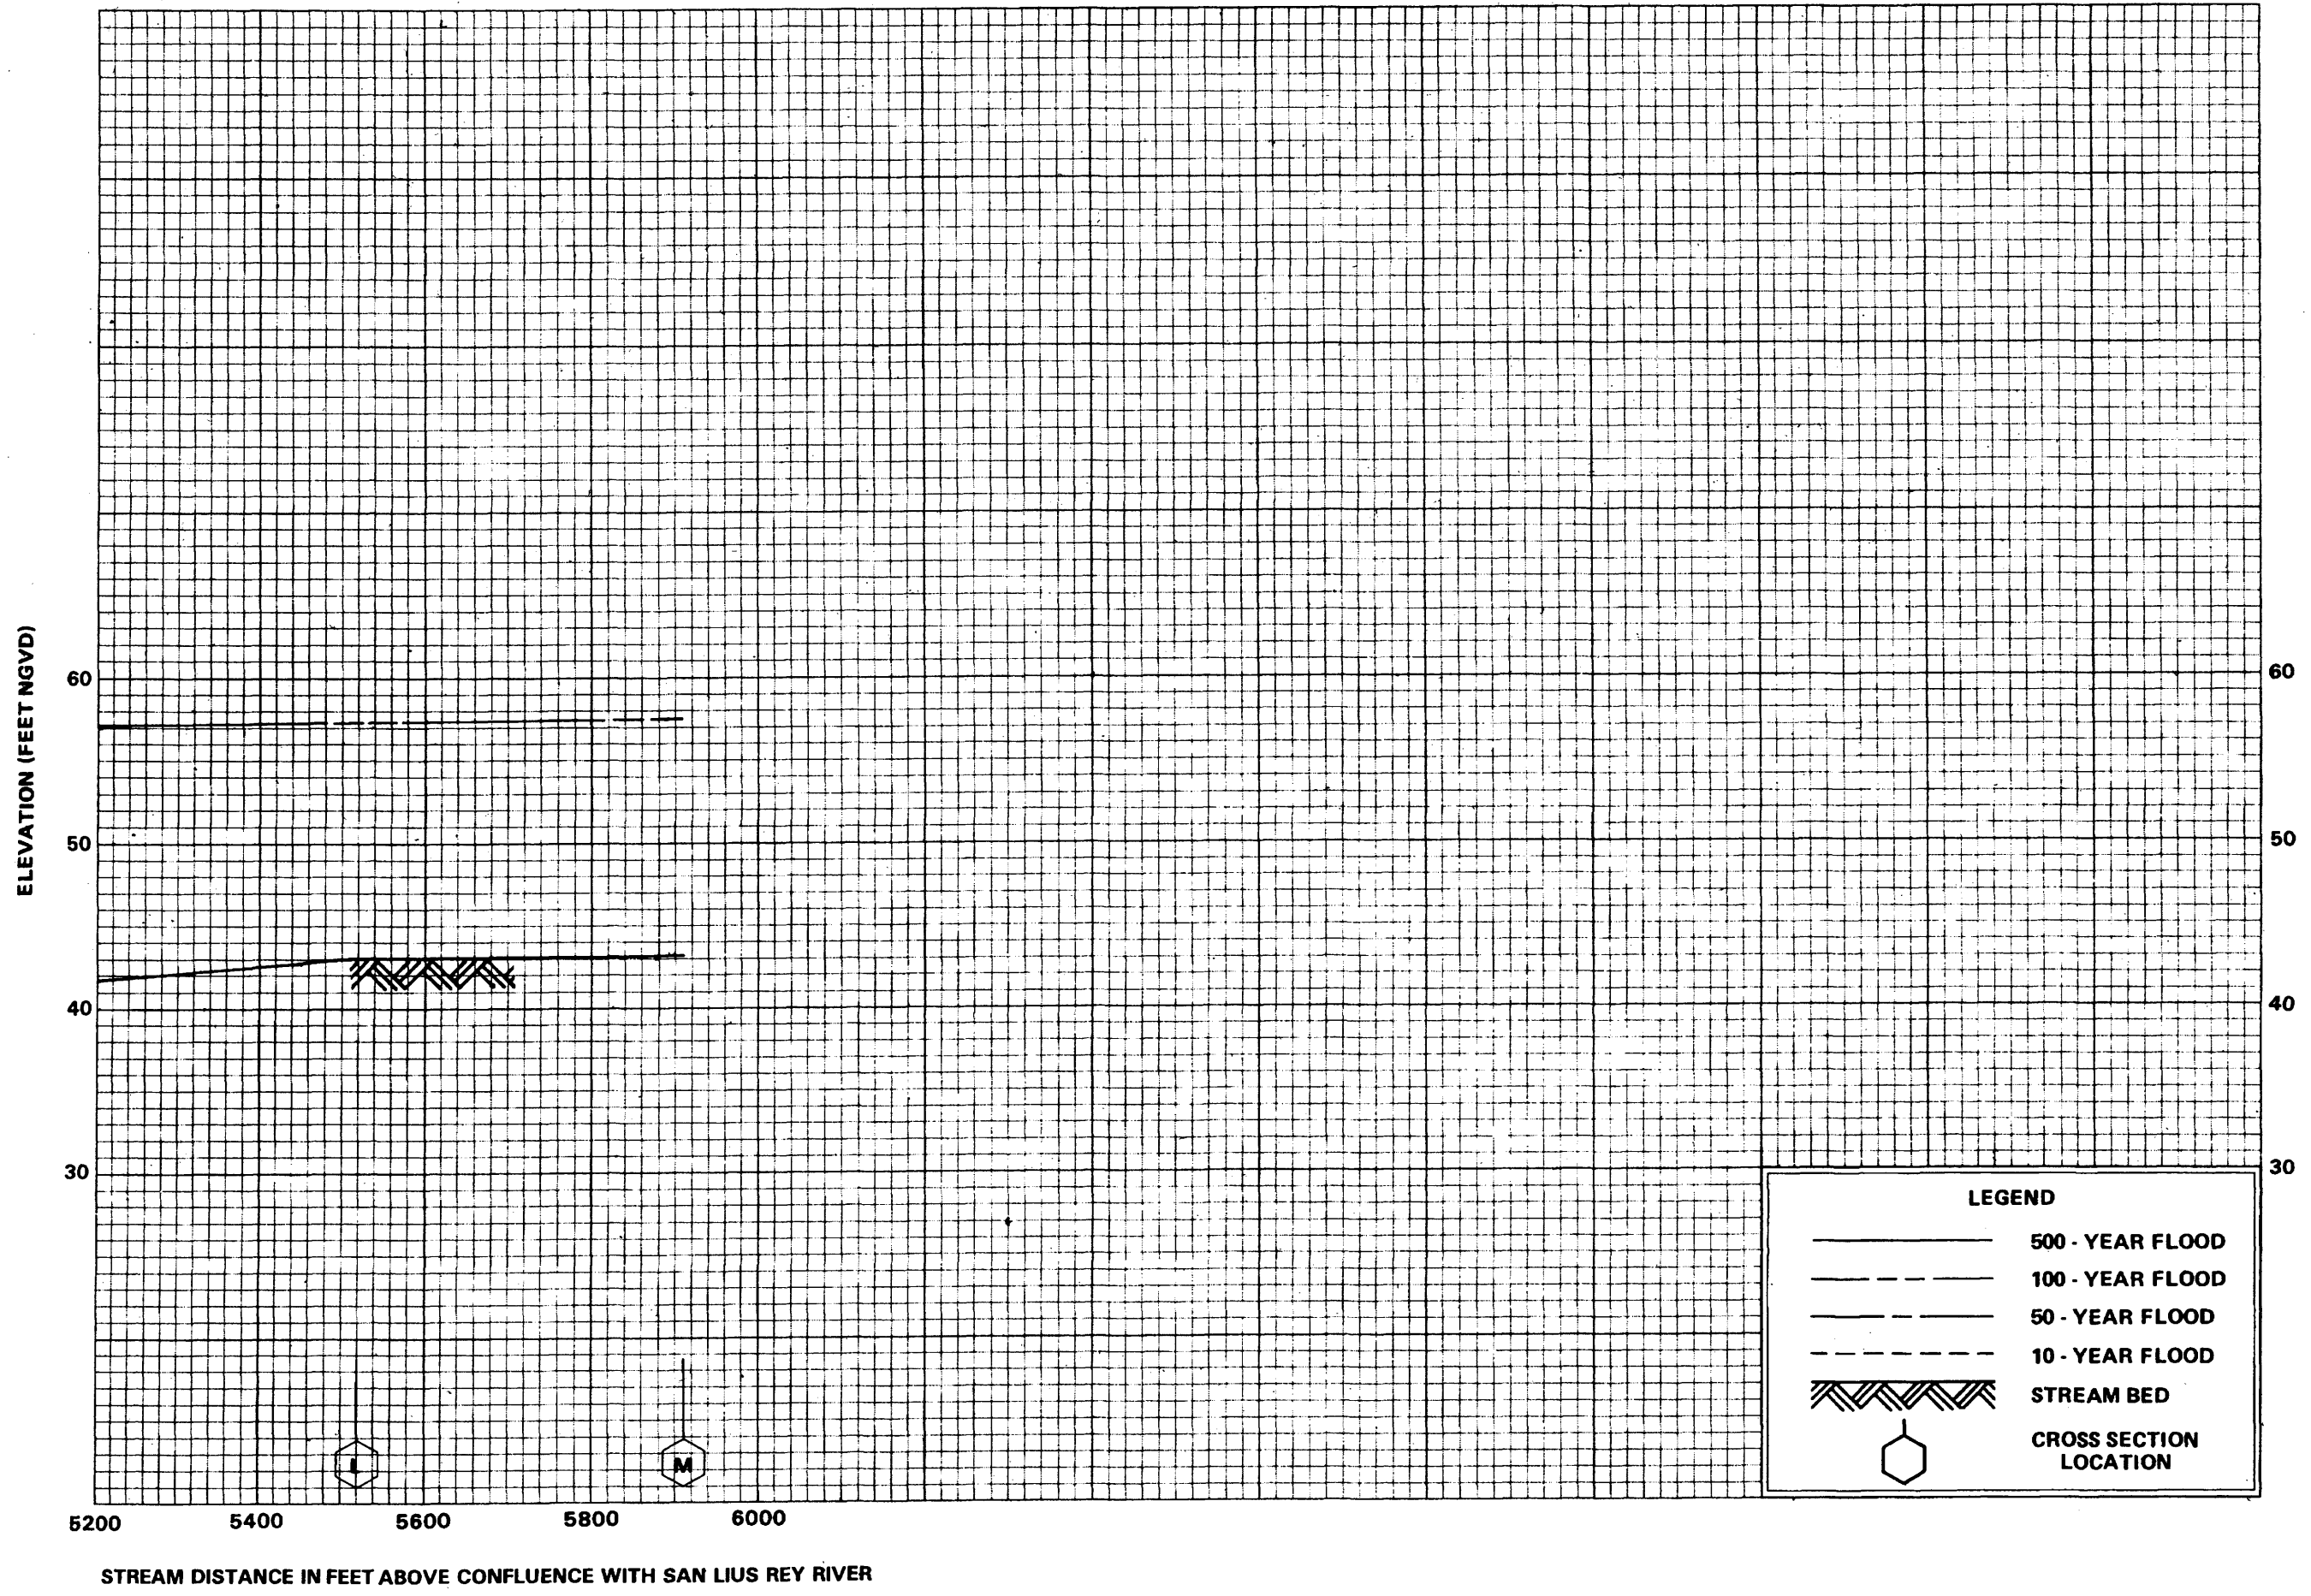 ELEVATION (FEET NGVD)
60
50
40
30
60
50
40
30
L
M
5200
5400
5600
5800
6000
STREAM DISTANCE IN FEET ABOVE CONFLUENCE WITH SAN LIUS REY RIVER
LEGEND
500 - YEAR FLOOD
100 - YEAR FLOOD
50 - YEAR FLOOD
10 - YEAR FLOOD
STREAM BED
CROSS SECTION
LOCATION